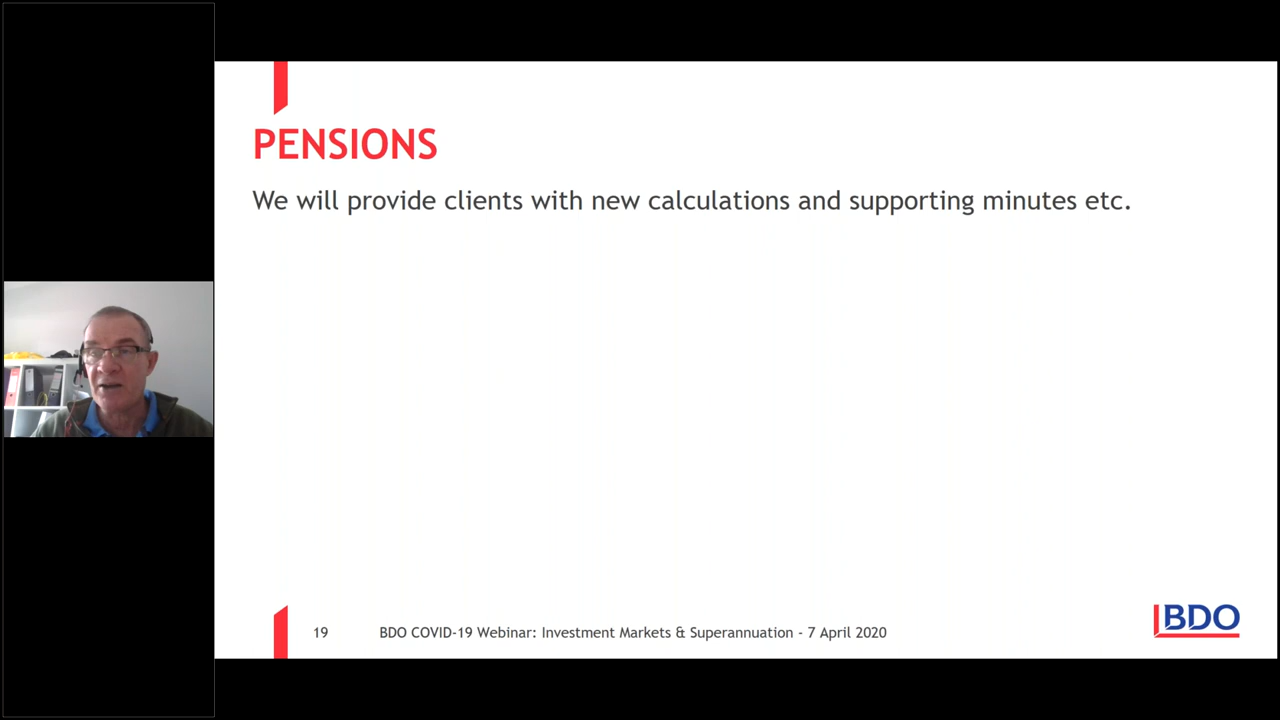 PENSIONS
We will provide clients with new calculations and supporting minutes etc.
19
BDO COVID-19 Webinar: Investment Markets & Superannuation - 7 April 2020
BDO